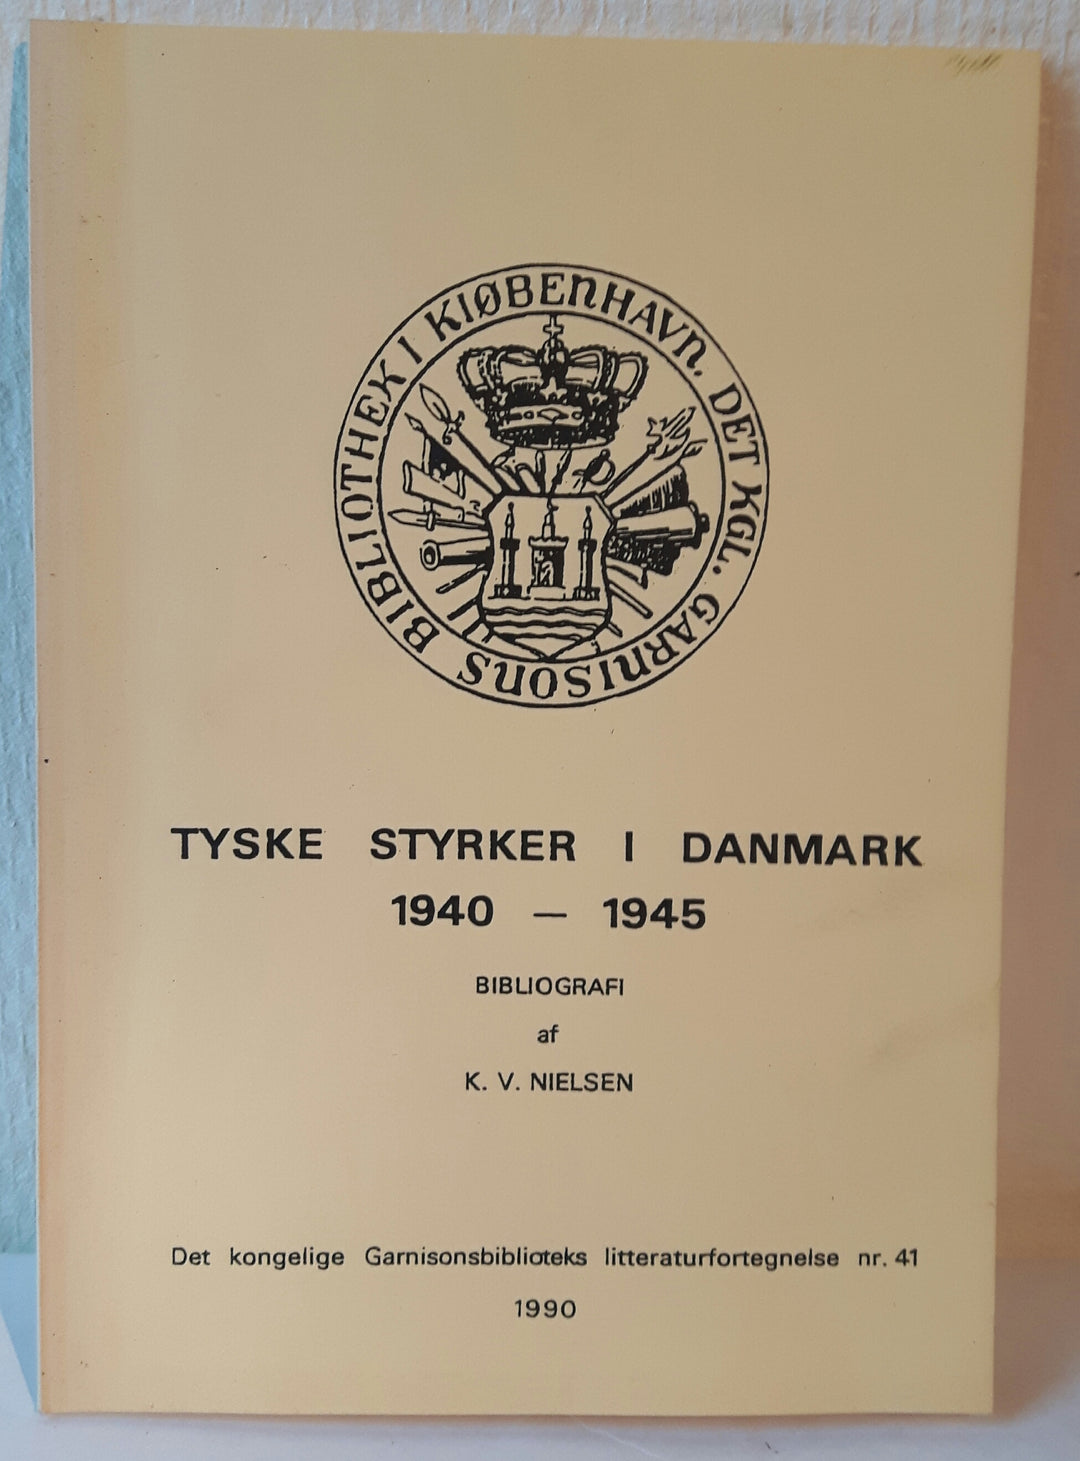 DET KGL. GARNISONS BIBLIOTHEK I KIØBENHAVN.
TYSKE STYRKER I DANMARK
1940 — 1945
BIBLIOGRAFI
af
K. V. NIELSEN
Det kongelige Garnisonsbiblioteks litteraturfortegnelse nr. 41
1990